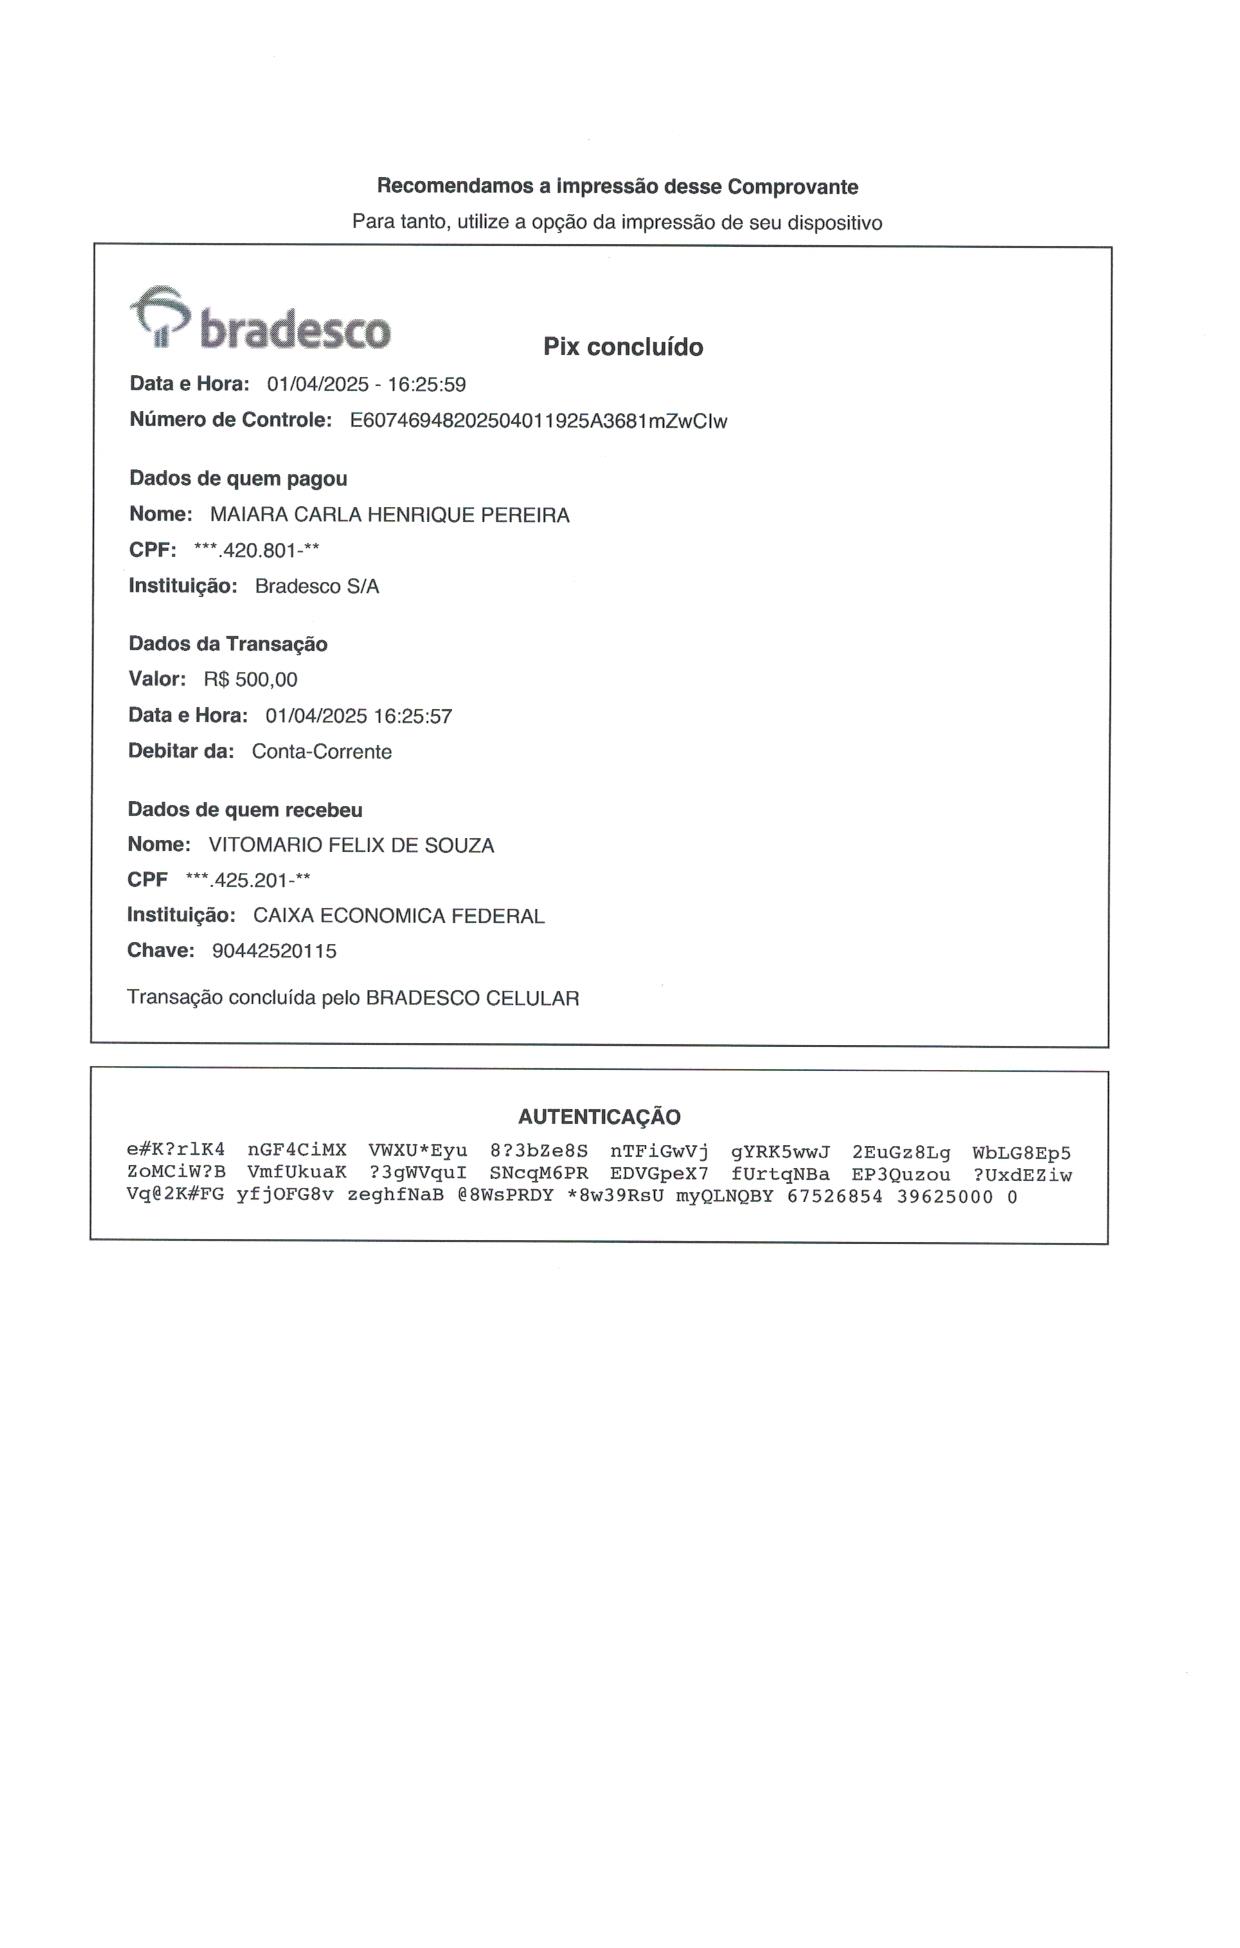 Recomendamos a impressão desse Comprovante
Para tanto, utilize a opção da impressão de seu dispositivo
bradesco
Pix concluído
Data e Hora: 01/04/2025 - 16:25:59
Número de Controle: E60746948202504011925A3681mZwClw
Dados de quem pagou
Nome: MAIARA CARLA HENRIQUE PEREIRA
CPF: ***.420.801-**
Instituição: Bradesco S/A
Dados da Transação
Valor: R$ 500,00
Data e Hora: 01/04/2025 16:25:57
Debitar da: Conta-Corrente
Dados de quem recebeu
Nome: VITOMARIO FELIX DE SOUZA
CPF ***.425.201-**
Instituição: CAIXA ECONOMICA FEDERAL
Chave: 90442520115
Transação concluída pelo BRADESCO CELULAR
AUTENTICAÇÃO
e#K?rlK4 nGF4CiMX VWXU*Eyu 8?3bZe8S nTFiGwVj gYRK5wwJ 2EuGz8Lg WbLG8Ep5
ZoMCiW?B VmfUkuaK ?3gWVquI SNcqM6PR EDVGpeX7 fUrtqNBa EP3Quzou ?UxdEZiw
Vq@2K#FG yfjOFG8v zeghfNaB @8WsPRDY *8w39RsU myQLNQBY 67526854 39625000 0